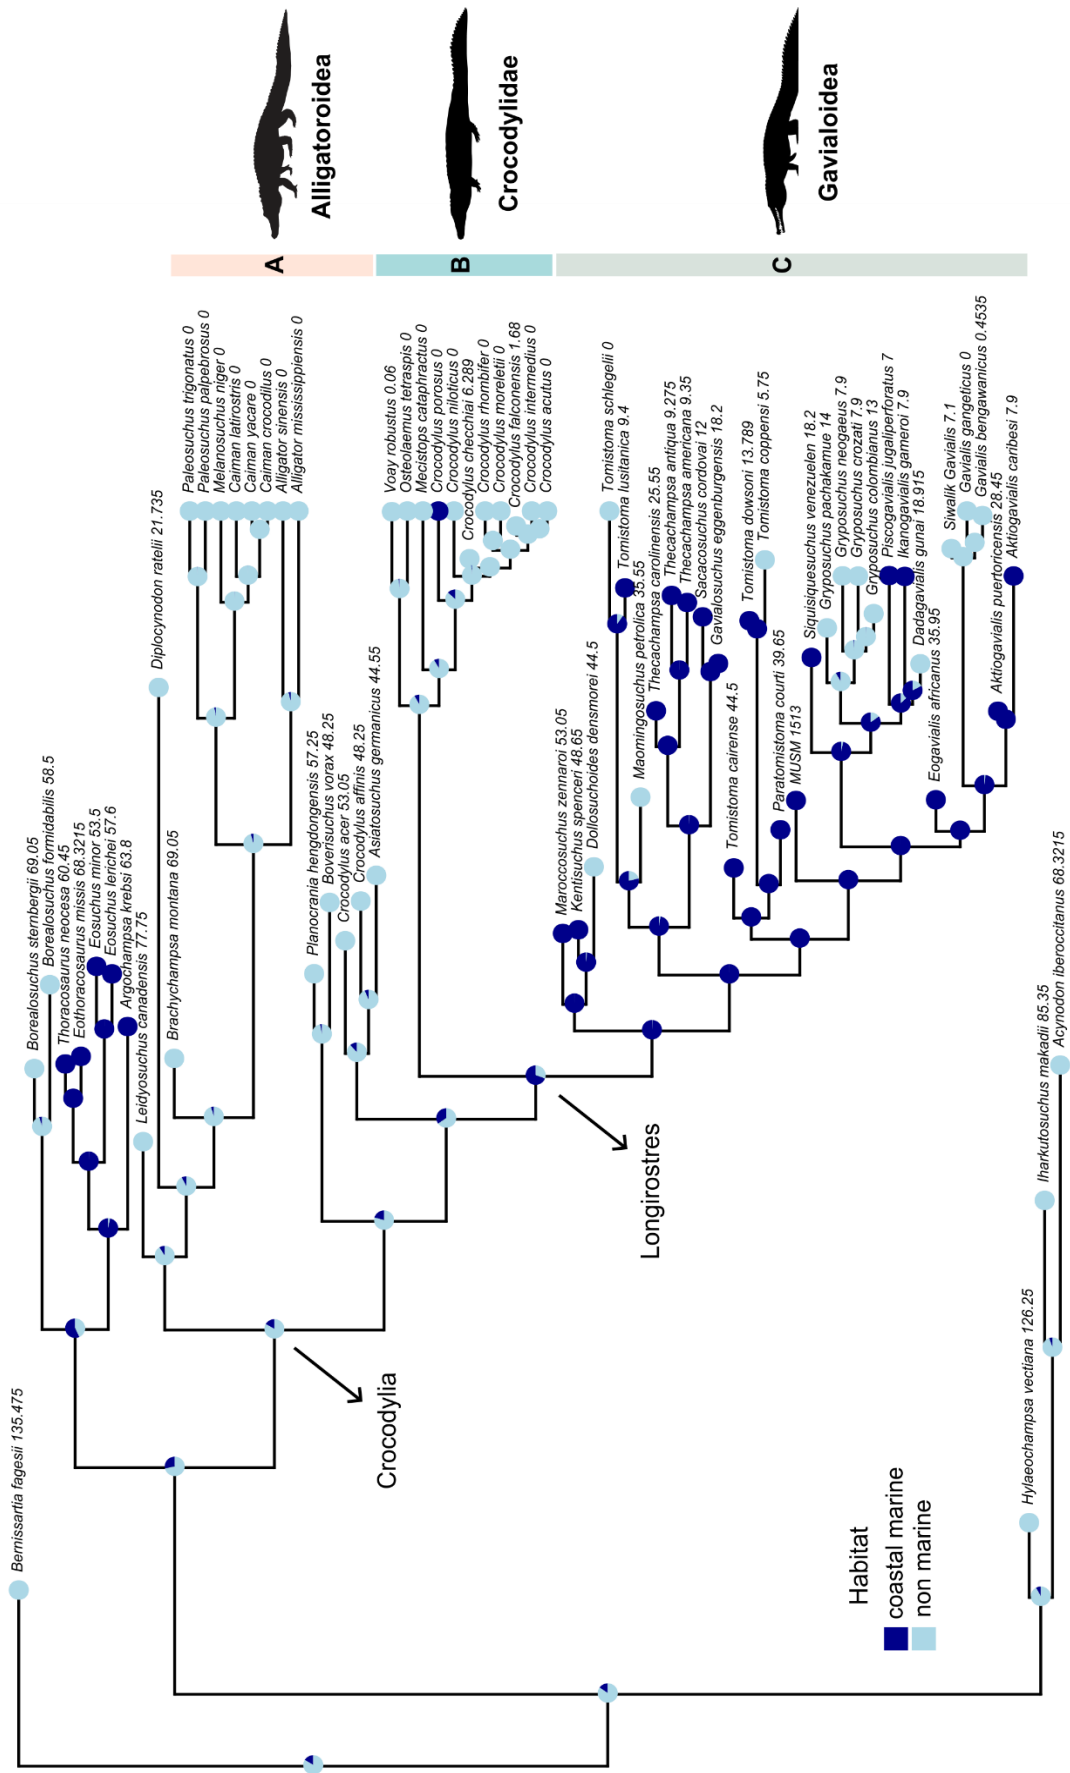 Bernissartia fagesii 135.475
Borealosuchus sternbergii 69.05
Borealosuchus formidabilis 58.5
Thoracosaurus neocesa 60.45
Eothoracosaurus missis 68.3215
Eosuchus minor 53.5
Eosuchus lerichei 57.6
Argochampsa krebsi 63.8
Leidyosuchus canadensis 77.75
Diplocynodon ratelii 21.735
Brachychampsa montana 69.05
Paleosuchus trigonatus 0
Paleosuchus palpebrosus 0
Melanosuchus niger 0
Caiman latirostris 0
Caiman yacare 0
Caiman crocodilus 0
Alligator sinensis 0
Alligator mississippiensis 0
Planocrania hengdongensis 57.25
Boverisuchus vorax 48.25
Crocodylus acer 53.05
Crocodylus affinis 48.25
Asiatosuchus germanicus 44.55
Voay robustus 0.06
Osteolaemus tetraspis 0
Mecistops cataphractus 0
Crocodylus porosus 0
Crocodylus niloticus 0
Crocodylus checchiai 6.289
Crocodylus rhombifer 0
Crocodylus moreletii 0
Crocodylus falconensis 1.68
Crocodylus intermedius 0
Crocodylus acutus 0
Maroccosuchus zennaroi 53.05
Kentisuchus spenceri 48.65
Dollosuchoides densmorei 44.5
Tomistoma schlegelii 0
Tomistoma lusitanica 9.4
Maomingosuchus petrolica 35.55
Thecachampsa carolinensis 25.55
Thecachampsa antiqua 9.275
Thecachampsa americana 9.35
Sacacosuchus cordovai 12
Gavialosuchus eggenburgensis 18.2
Tomistoma cairense 44.5
Tomistoma dowsoni 13.789
Tomistoma coppensi 5.75
Paratomistoma courti 39.65
MUSM 1513
Siquisiquesuchus venezuelen 18.2
Gryposuchus pachakamue 14
Gryposuchus neogaeus 7.9
Gryposuchus crozati 7.9
Gryposuchus colombianus 13
Piscogavialis jugaliperforatus 7
Ikanogavialis gameroi 7.9
Dadagavialis gunai 18.915
Eogavialis africanus 35.95
Siwalik Gavialis 7.1
Gavialis gangeticus 0
Gavialis bengawanicus 0.4535
Aktiogavialis puertoricensis 28.45
Aktiogavialis caribesi 7.9
Hylaeochampsa vectiana 126.25
Iharkutosuchus makadii 85.35
Acynodon iberoccitanus 68.3215
A
Alligatoroidea
B
Crocodylidae
C
Gavialoidea
Crocodylia
Longirostres
Habitat
coastal marine
non marine